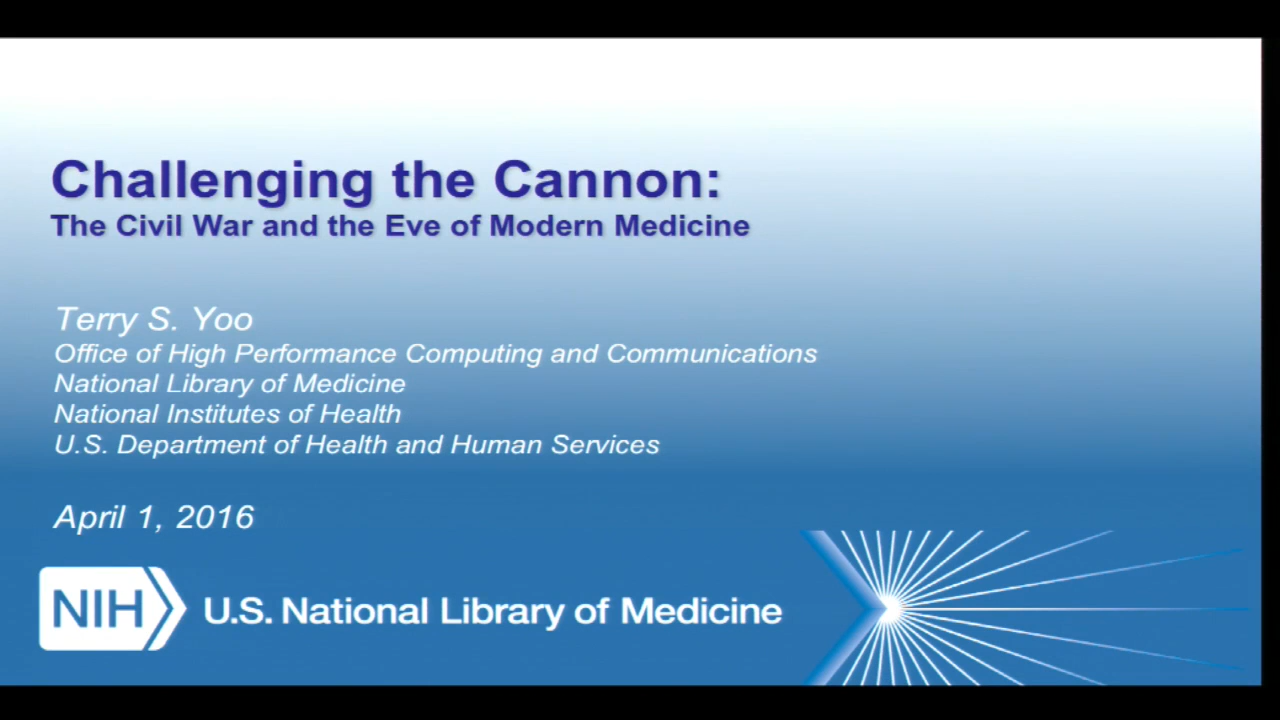 Challenging the Cannon:
The Civil War and the Eve of Modern Medicine
Terry S. Yoo
Office of High Performance Computing and Communications
National Library of Medicine
National Institutes of Health
U.S. Department of Health and Human Services
April 1, 2016
NIH U.S. National Library of Medicine